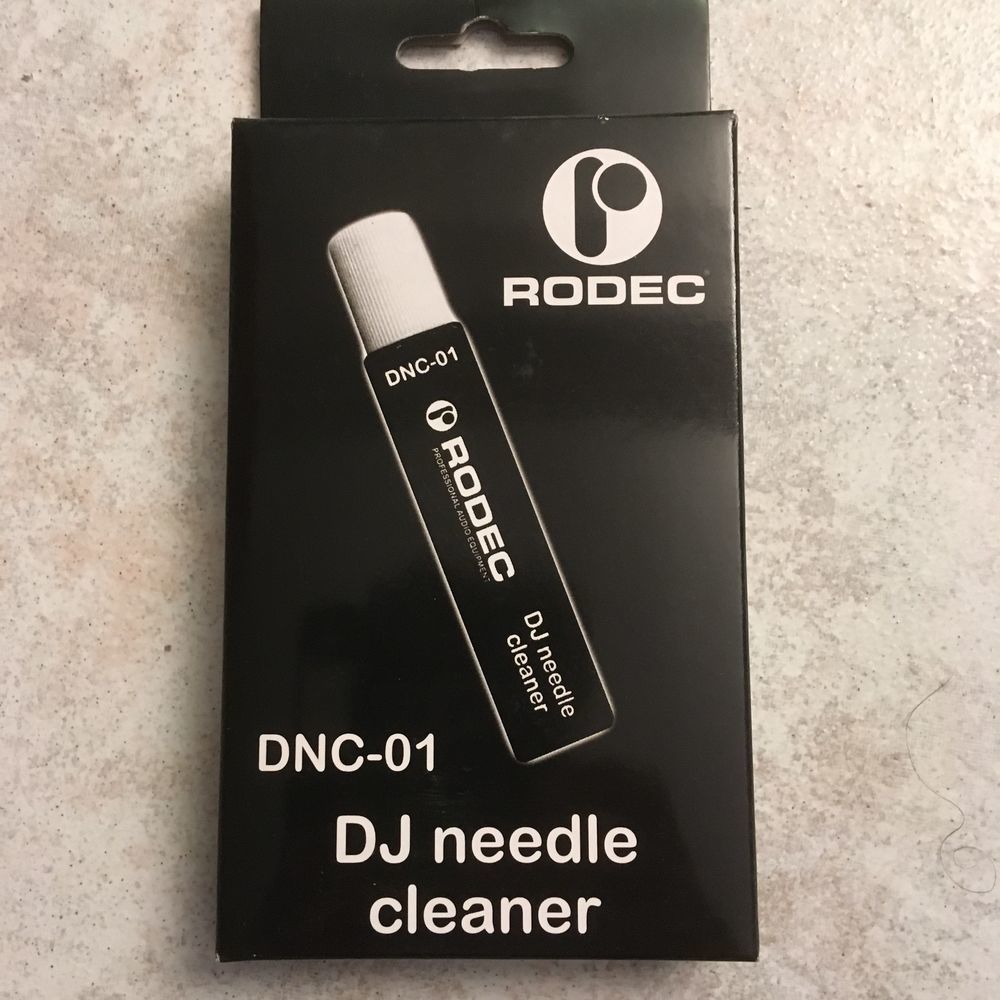 RODEC
DNC-01
RODEC
PROFESSIONAL AUDIO EQUIPMENT
DJ needle
cleaner
DNC-01
DJ needle
cleaner